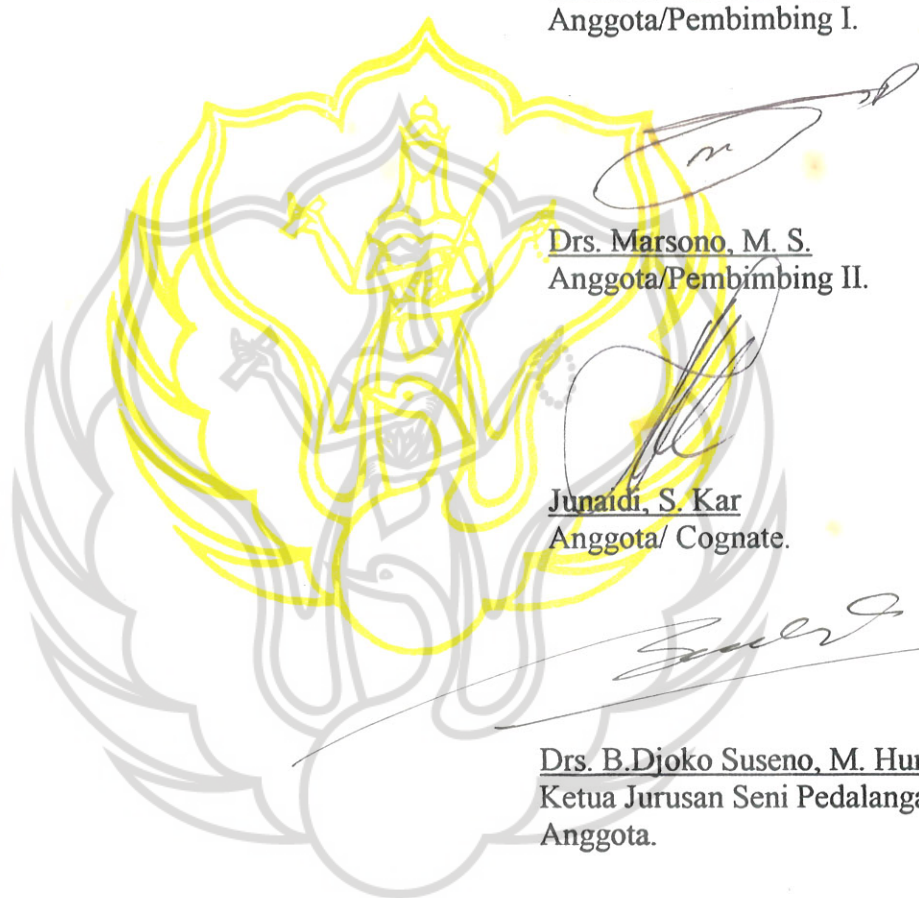 Anggota/Pembimbing I.
Drs. Marsono, M. S.
Anggota/Pembimbing II.
Junaidi, S. Kar
Anggota/ Cognate.
Drs. B.Djoko Suseno, M. Hum
Ketua Jurusan Seni Pedalanga
Anggota.